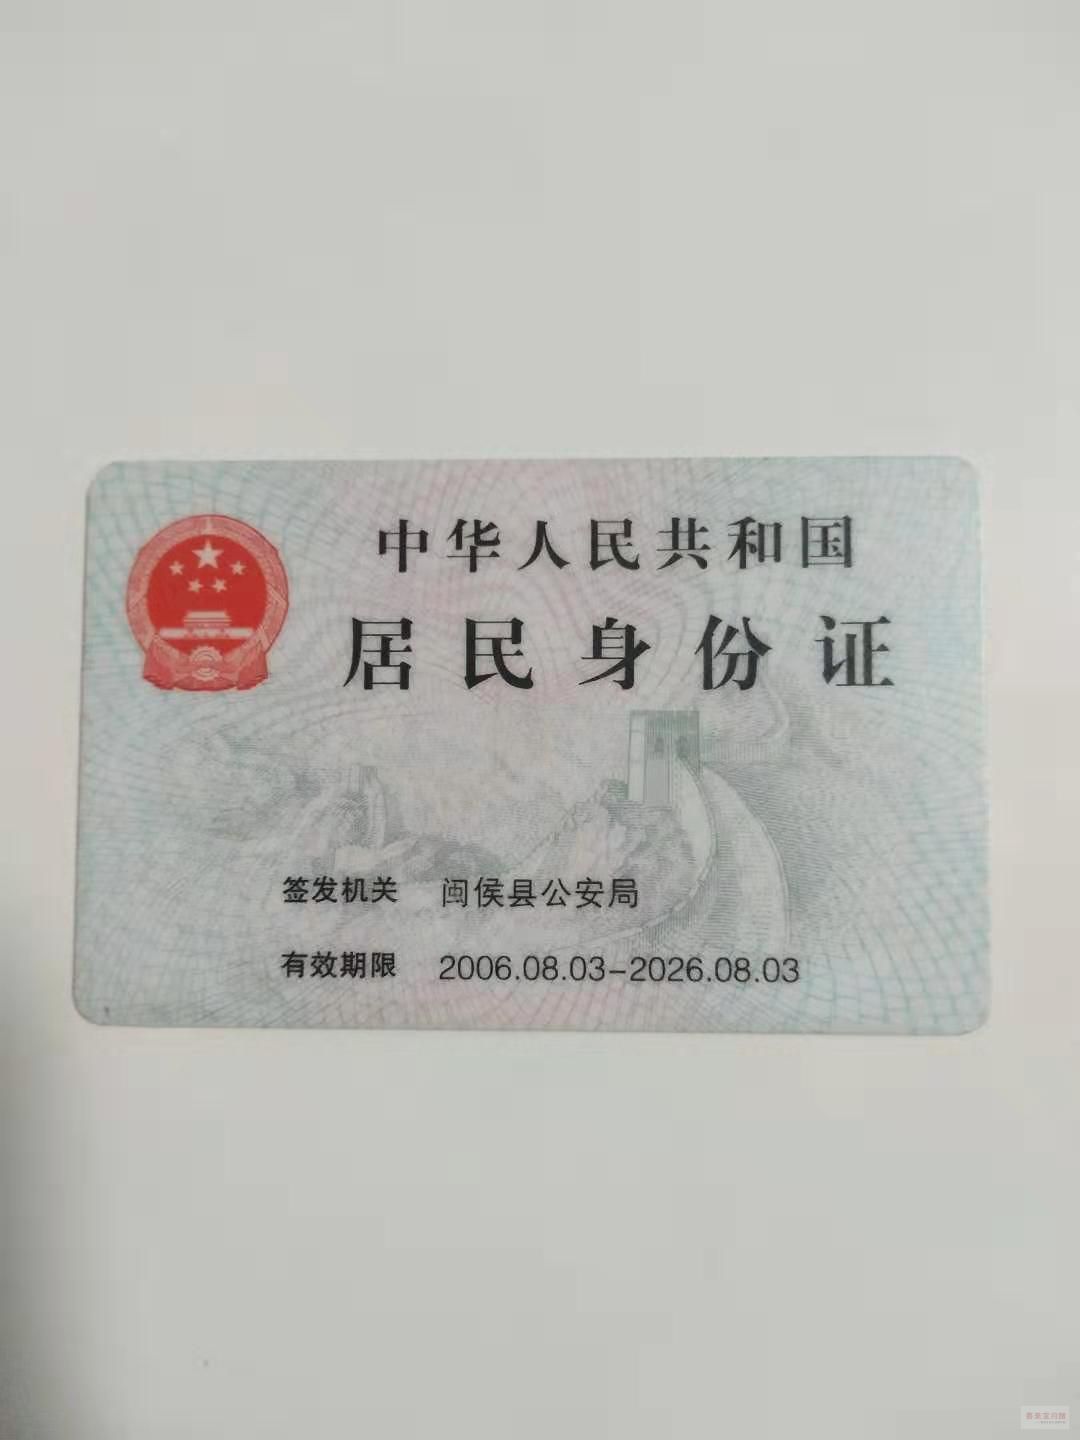 中华人民共和国
居民身份证
签发机关 闽侯县公安局
有效期限 2006.08.03-2026.08.03